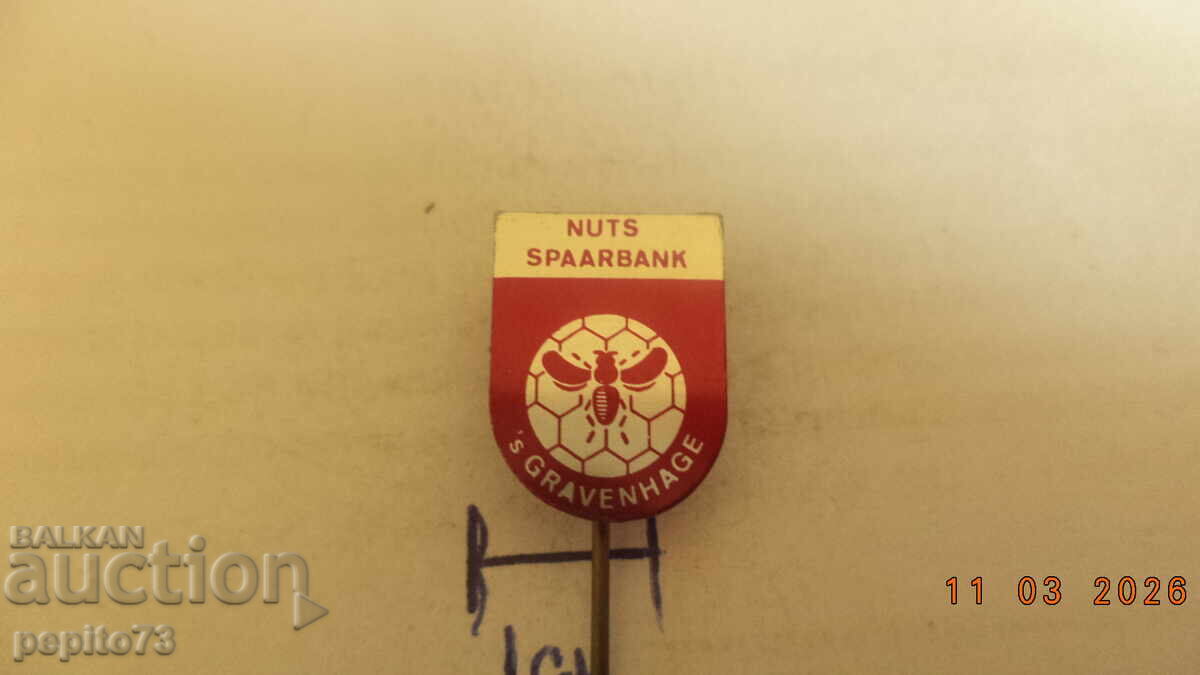 NUTS
SPAARBANK
's GRAVENHAGE
BALKAN
auction
pepito73
11 03 2026